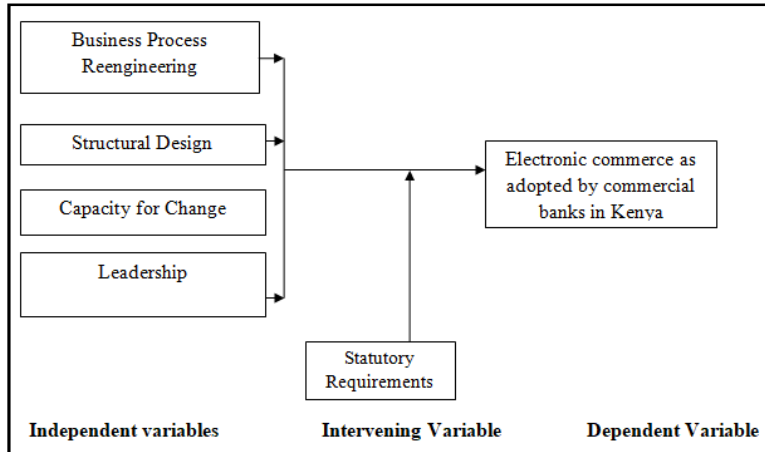 Business Process
Reengineering
Structural Design
Capacity for Change
Leadership
Electronic commerce as
adopted by commercial
banks in Kenya
Statutory
Requirements
Independent variables
Intervening Variable
Dependent Variable